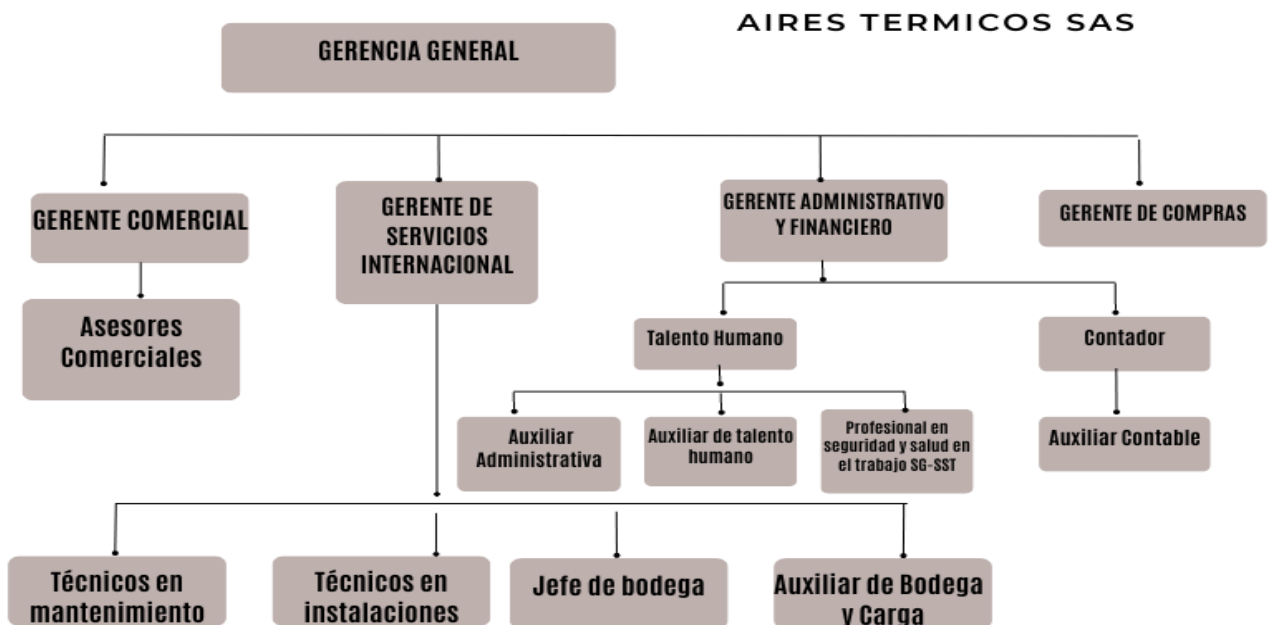 AIRES TERMICOS SAS
GERENCIA GENERAL
GERENTE COMERCIAL
GERENTE DE
SERVICIOS
INTERNACIONAL
GERENTE ADMINISTRATIVO
Y FINANCIERO
GERENTE DE COMPRAS
Asesores
Comerciales
Talento Humano
Contador
Auxiliar
Administrativa
Auxiliar de talento
humano
Profesional en
seguridad y salud en
el trabajo SG-SST
Auxiliar Contable
Técnicos en
mantenimiento
Técnicos en
instalaciones
Jefe de bodega
Auxiliar de Bodega
y Carga